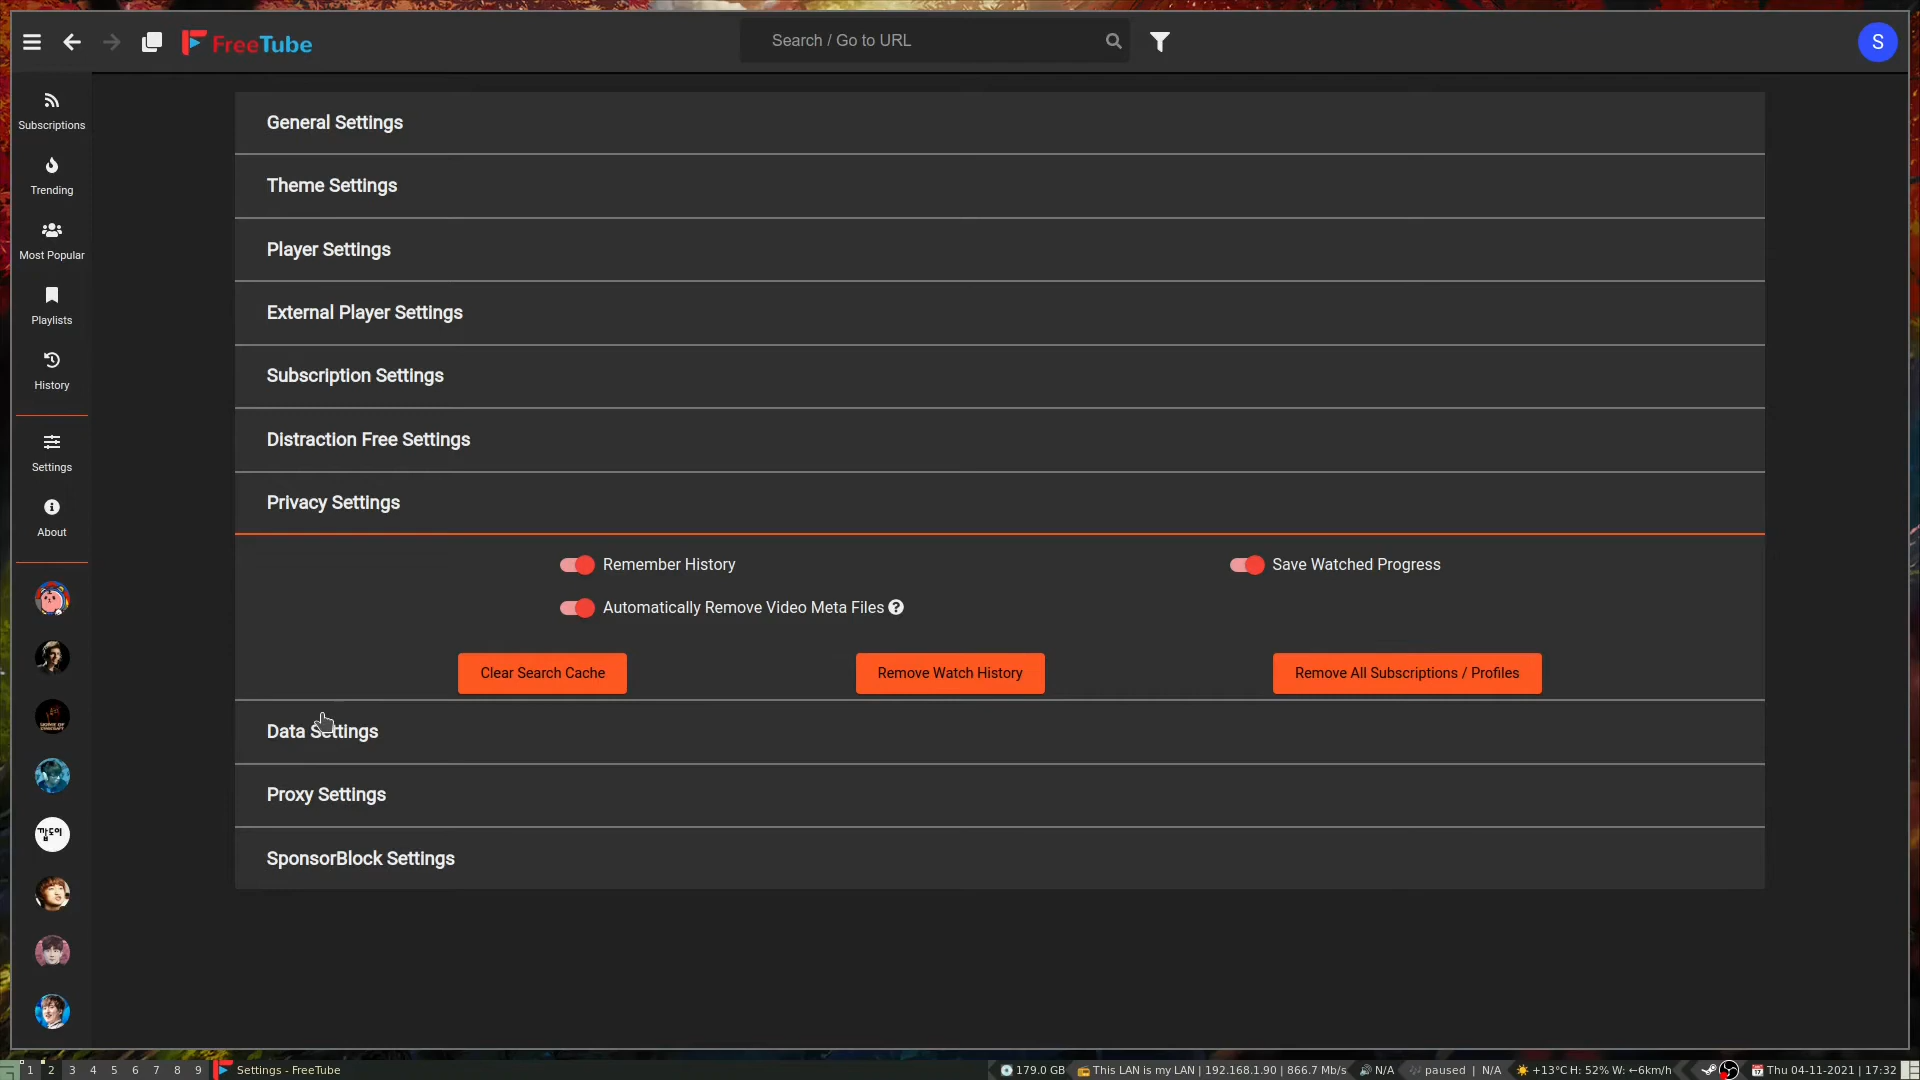 FreeTube
Search / Go to URL
S
Subscriptions
Trending
Most Popular
Playlists
History
Settings
About
General Settings
Theme Settings
Player Settings
External Player Settings
Subscription Settings
Distraction Free Settings
Privacy Settings
Remember History
Save Watched Progress
Automatically Remove Video Meta Files
Clear Search Cache
Remove Watch History
Remove All Subscriptions / Profiles
Data Settings
Proxy Settings
SponsorBlock Settings
깝도이
1 2 3 4 5 6 7 8 9 Settings - FreeTube 179.0 GB This LAN is my LAN | 192.168.1.90 | 866.7 Mb/s N/A paused | N/A +13°C H: 52% W: ←6km/h Thu 04-11-2021 | 17:32